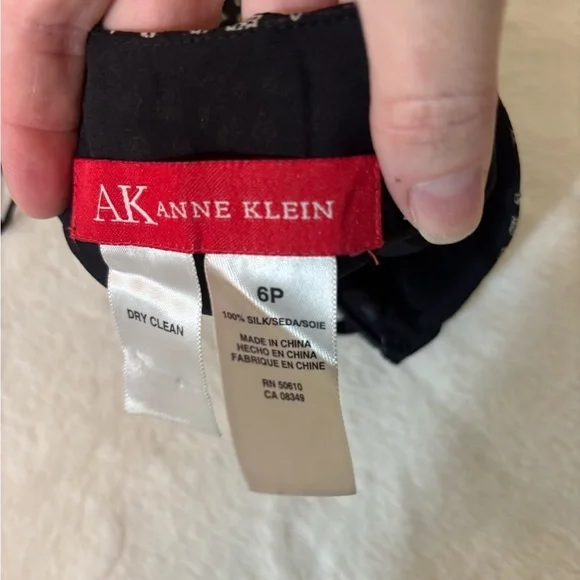 AK ANNE KLEIN
DRY CLEAN
6P
100% SILK/SEDA/SOIE
MADE IN CHINA
HECHO EN CHINA
FABRIQUE EN CHINE
RN 50610
CA 08349